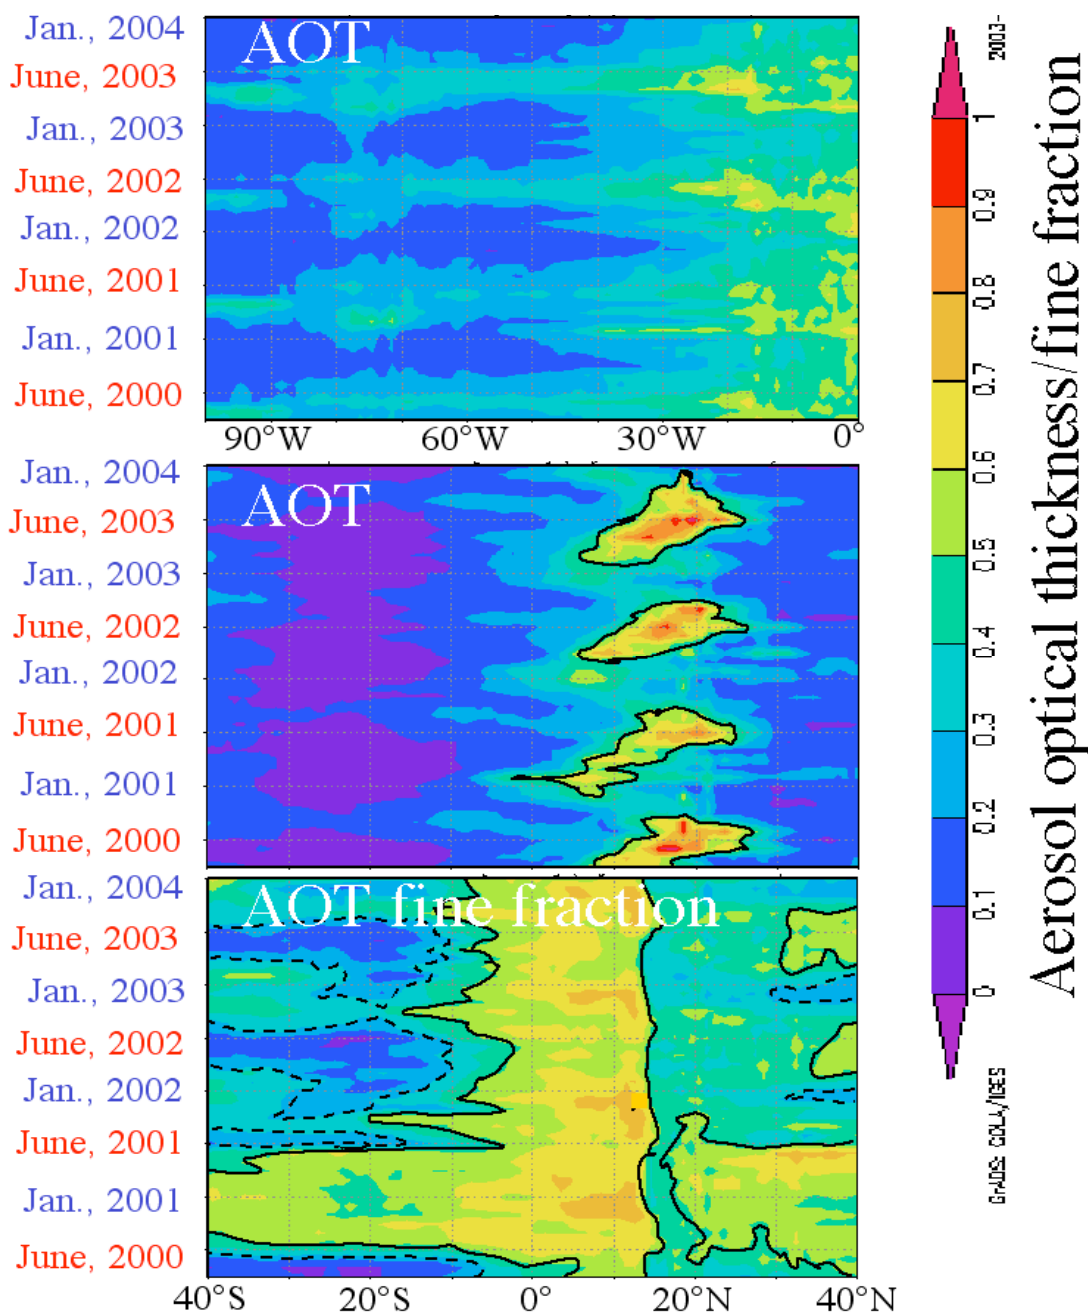 AOT
Jan., 2004
June, 2003
Jan., 2003
June, 2002
Jan., 2002
June, 2001
Jan., 2001
June, 2000
90°W
60°W
30°W
0°
AOT
Jan., 2004
June, 2003
Jan., 2003
June, 2002
Jan., 2002
June, 2001
Jan., 2001
June, 2000
AOT fine fraction
Jan., 2004
June, 2003
Jan., 2003
June, 2002
Jan., 2002
June, 2001
Jan., 2001
June, 2000
40°S
20°S
0°
20°N
40°N
2003-
1
0.9
0.8
0.7
0.6
0.5
0.4
0.3
0.2
0.1
0
GrADS: COLA/IGES
Aerosol optical thickness/fine fraction